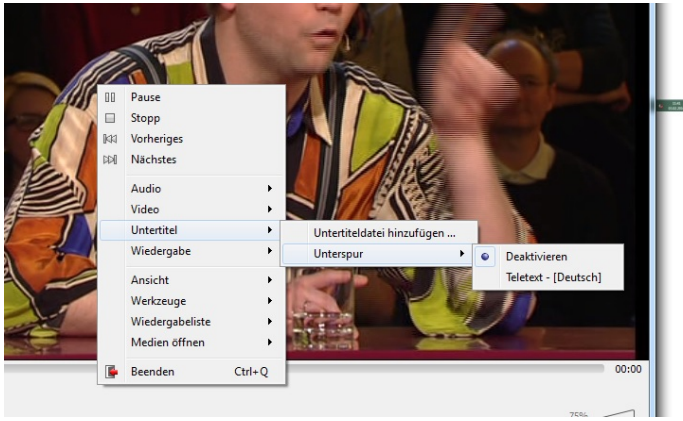 Pause
Stopp
Vorheriges
Nächstes
Audio
Video
Untertitel
Untertiteldatei hinzufügen ...
Wiedergabe
Unterspur
Deaktivieren
Teletext - [Deutsch]
Ansicht
Werkzeuge
Wiedergabeliste
Medien öffnen
00:00
Beenden Ctrl+Q
75%